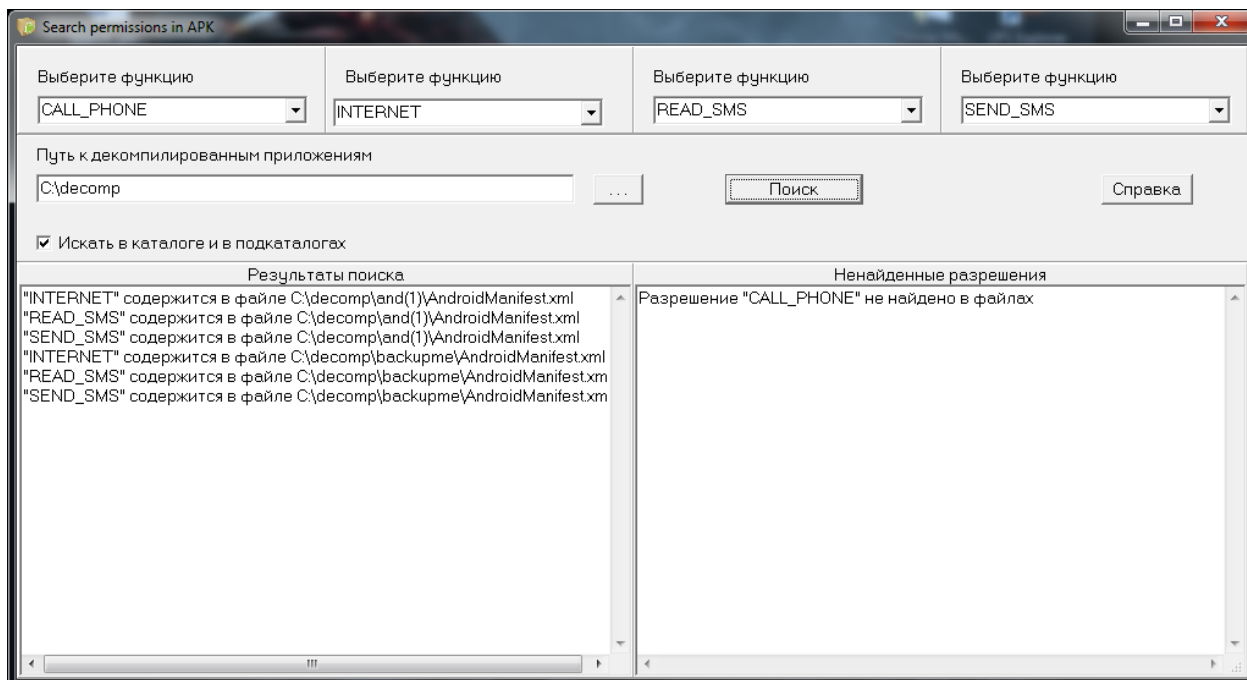 Search permissions in APK
Выберите функцию
Выберите функцию
Выберите функцию
Выберите функцию
CALL_PHONE
INTERNET
READ_SMS
SEND_SMS
Путь к декомпилированным приложениям
C:\decomp
...
Поиск
Справка
Искать в каталоге и в подкаталогах
Результаты поиска
"INTERNET" содержится в файле C:\decomp\and(1)\AndroidManifest.xml
"READ_SMS" содержится в файле C:\decomp\and(1)\AndroidManifest.xml
"SEND_SMS" содержится в файле C:\decomp\and(1)\AndroidManifest.xml
"INTERNET" содержится в файле C:\decomp\backupme\AndroidManifest.xml
"READ_SMS" содержится в файле C:\decomp\backupme\AndroidManifest.xm
"SEND_SMS" содержится в файле C:\decomp\backupme\AndroidManifest.xm
Ненайденные разрешения
Разрешение "CALL_PHONE" не найдено в файлах